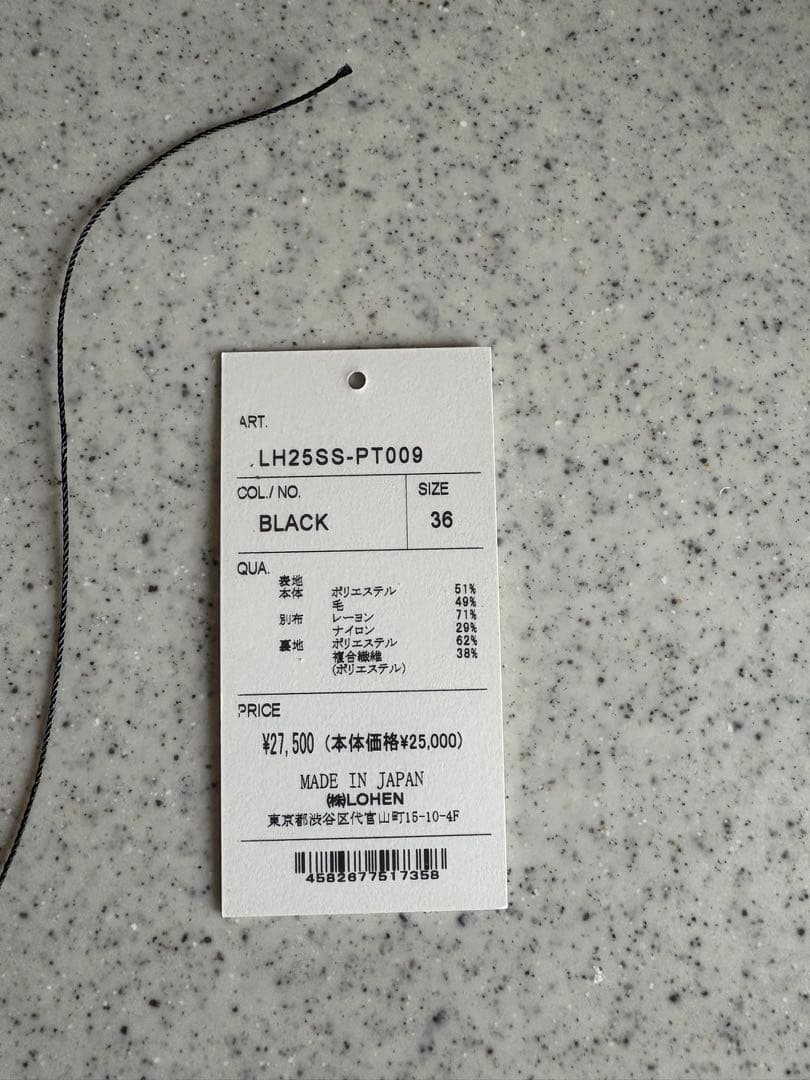 ART.
LH25SS-PT009
COL./NO.
SIZE
BLACK
36
QUA.
表地
本体 ポリエステル 51%
毛 49%
別布 レーヨン 71%
ナイロン 29%
裏地 ポリエステル 62%
複合繊維 38%
(ポリエステル)
PRICE
¥27,500 (本体価格¥25,000)
MADE IN JAPAN
㈱LOHEN
東京都渋谷区代官山町15-10-4F
4582677517358